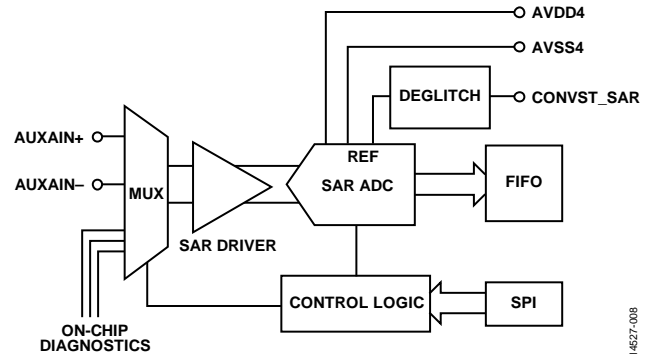 AVDD4
AVSS4
DEGLITCH
CONVST_SAR
AUXAIN+
REF
AUXAIN–
MUX
SAR ADC
FIFO
SAR DRIVER
CONTROL LOGIC
SPI
ON-CHIP
DIAGNOSTICS
14527-008